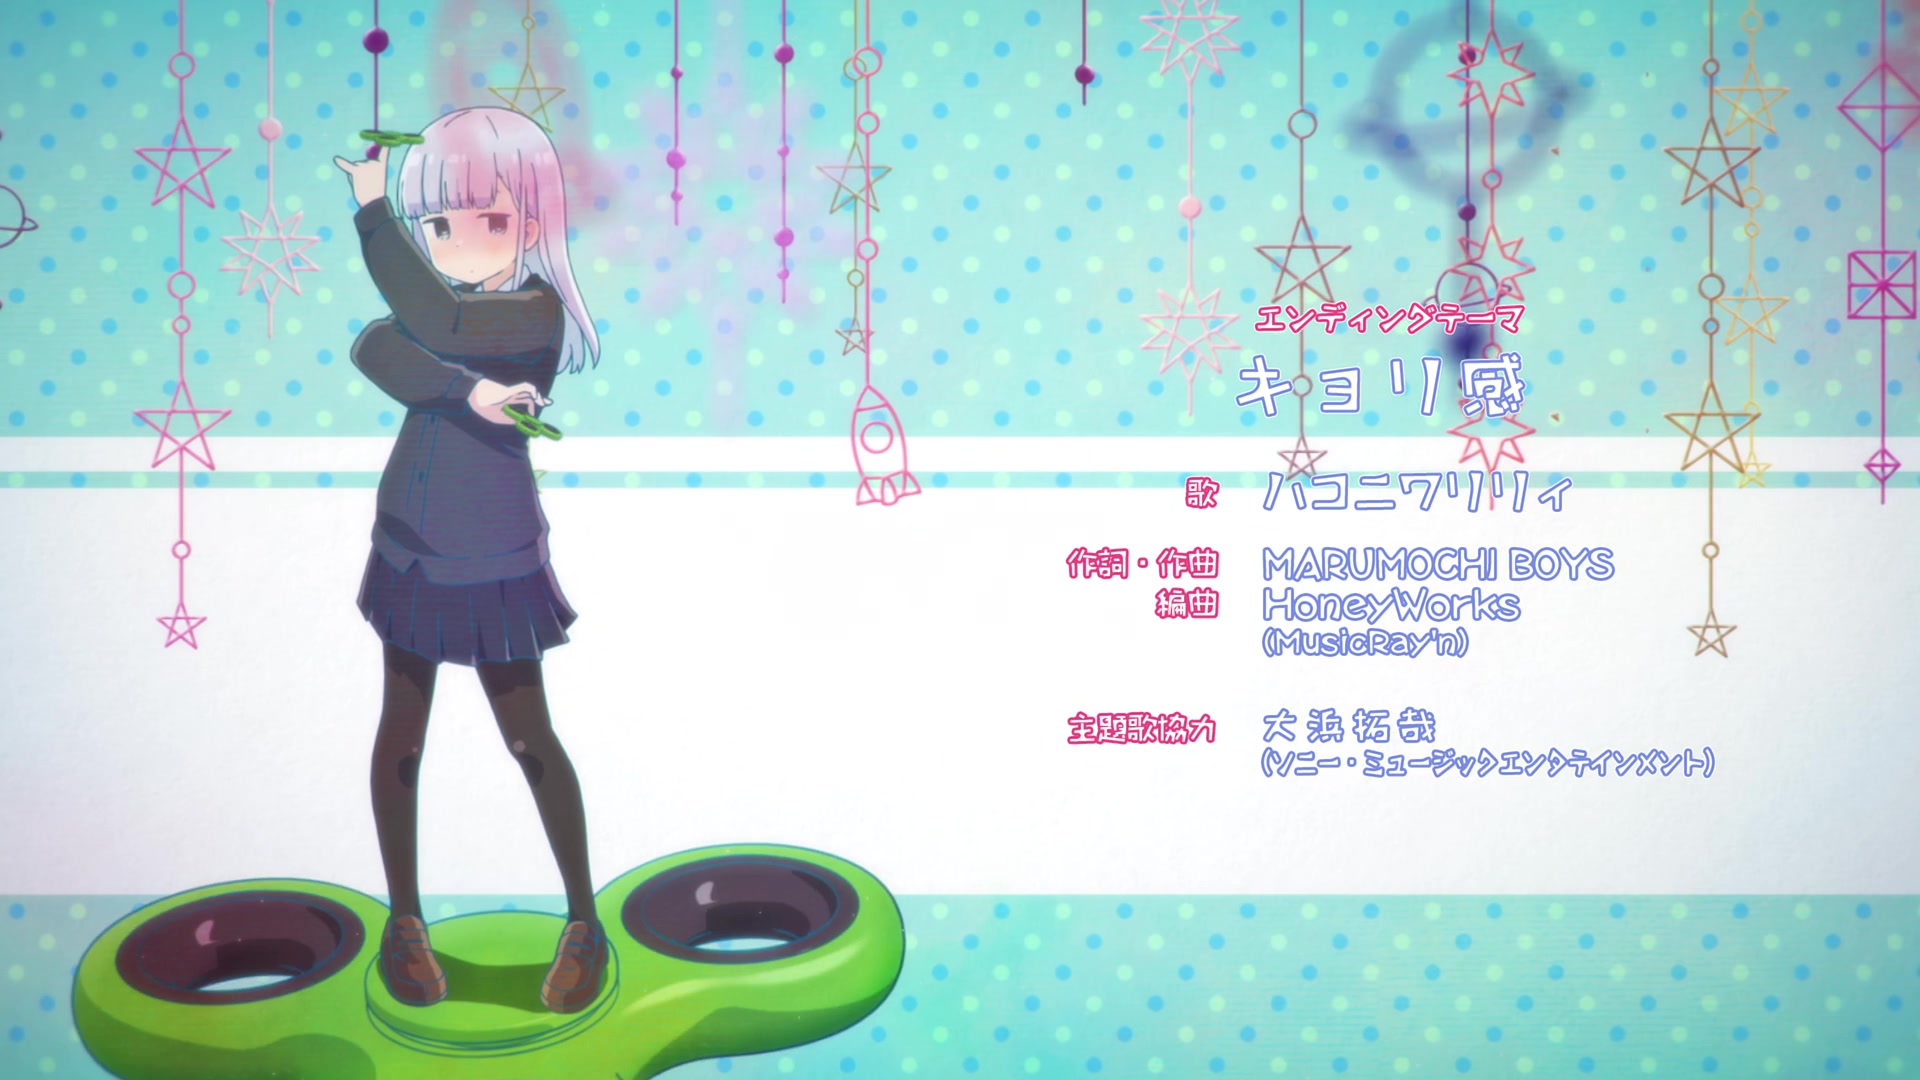 エンディングテーマ
キョリ感
歌 ハコニワリリィ
作詞・作曲 MARUMOCHI BOYS
編曲 HoneyWorks
(MusicRay'n)
主題歌協力 大浜拓哉
(ソニー・ミュージックエンタテインメント)